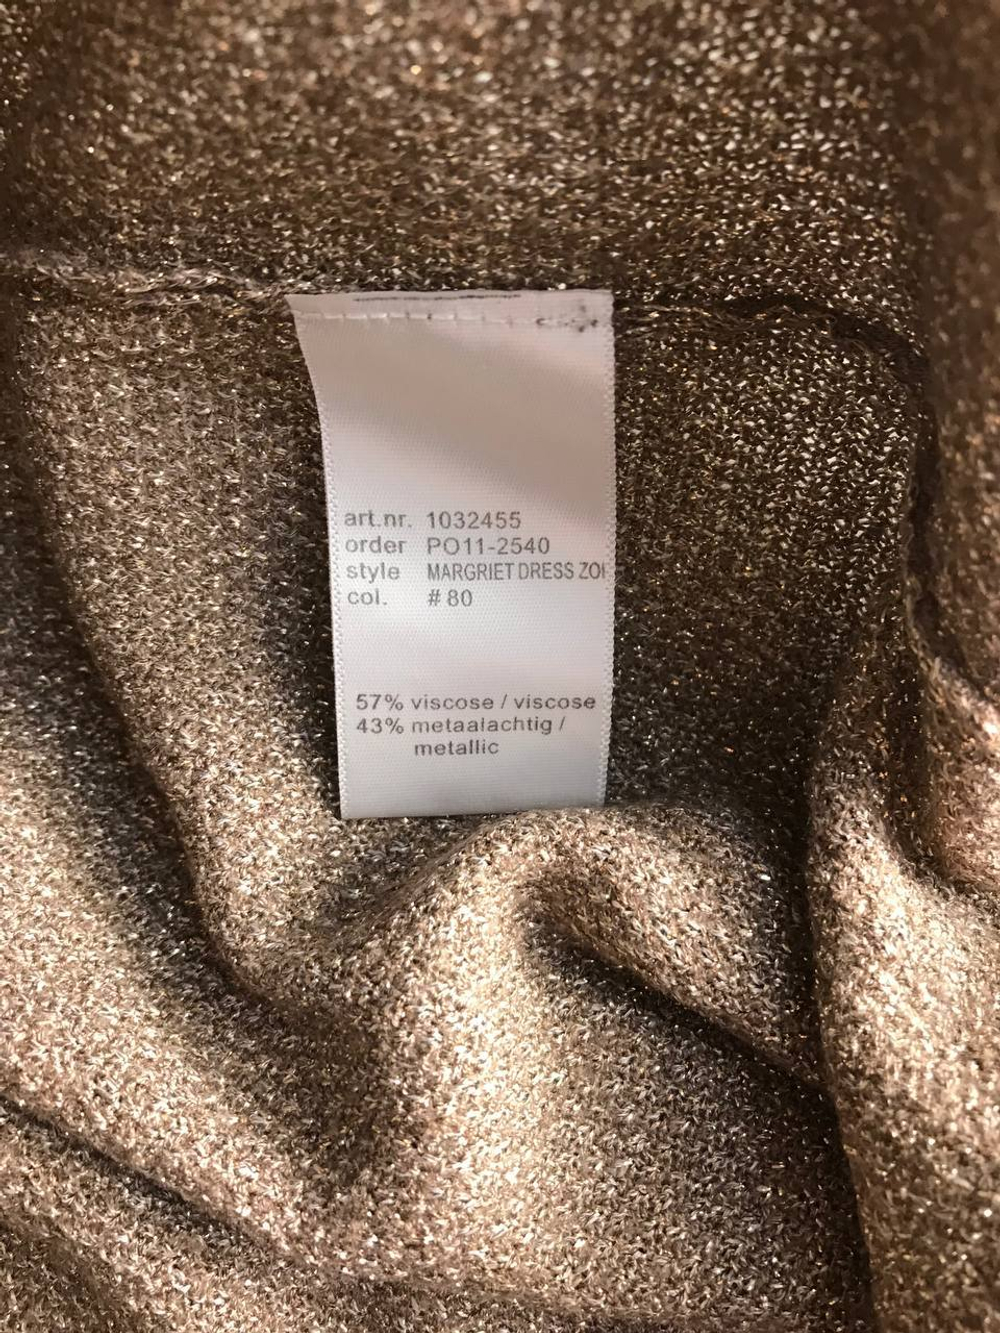 art.nr. 1032455
order PO11-2540
style MARGRIET DRESS
col. # 80
57% viscose / viscose
43% metaalachtig /
metallic